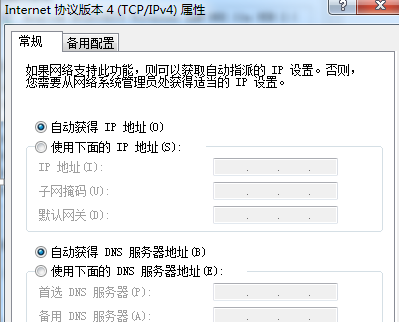 Internet 协议版本 4 (TCP/IPv4) 属性
常规
备用配置
如果网络支持此功能，则可以获取自动指派的 IP 设置。否则，
您需要从网络系统管理员处获得适当的 IP 设置。
自动获得 IP 地址(O)
使用下面的 IP 地址(S):
IP 地址(I):
子网掩码(U):
默认网关(D):
自动获得 DNS 服务器地址(B)
使用下面的 DNS 服务器地址(E):
首选 DNS 服务器(P):
备用 DNS 服务器(A):